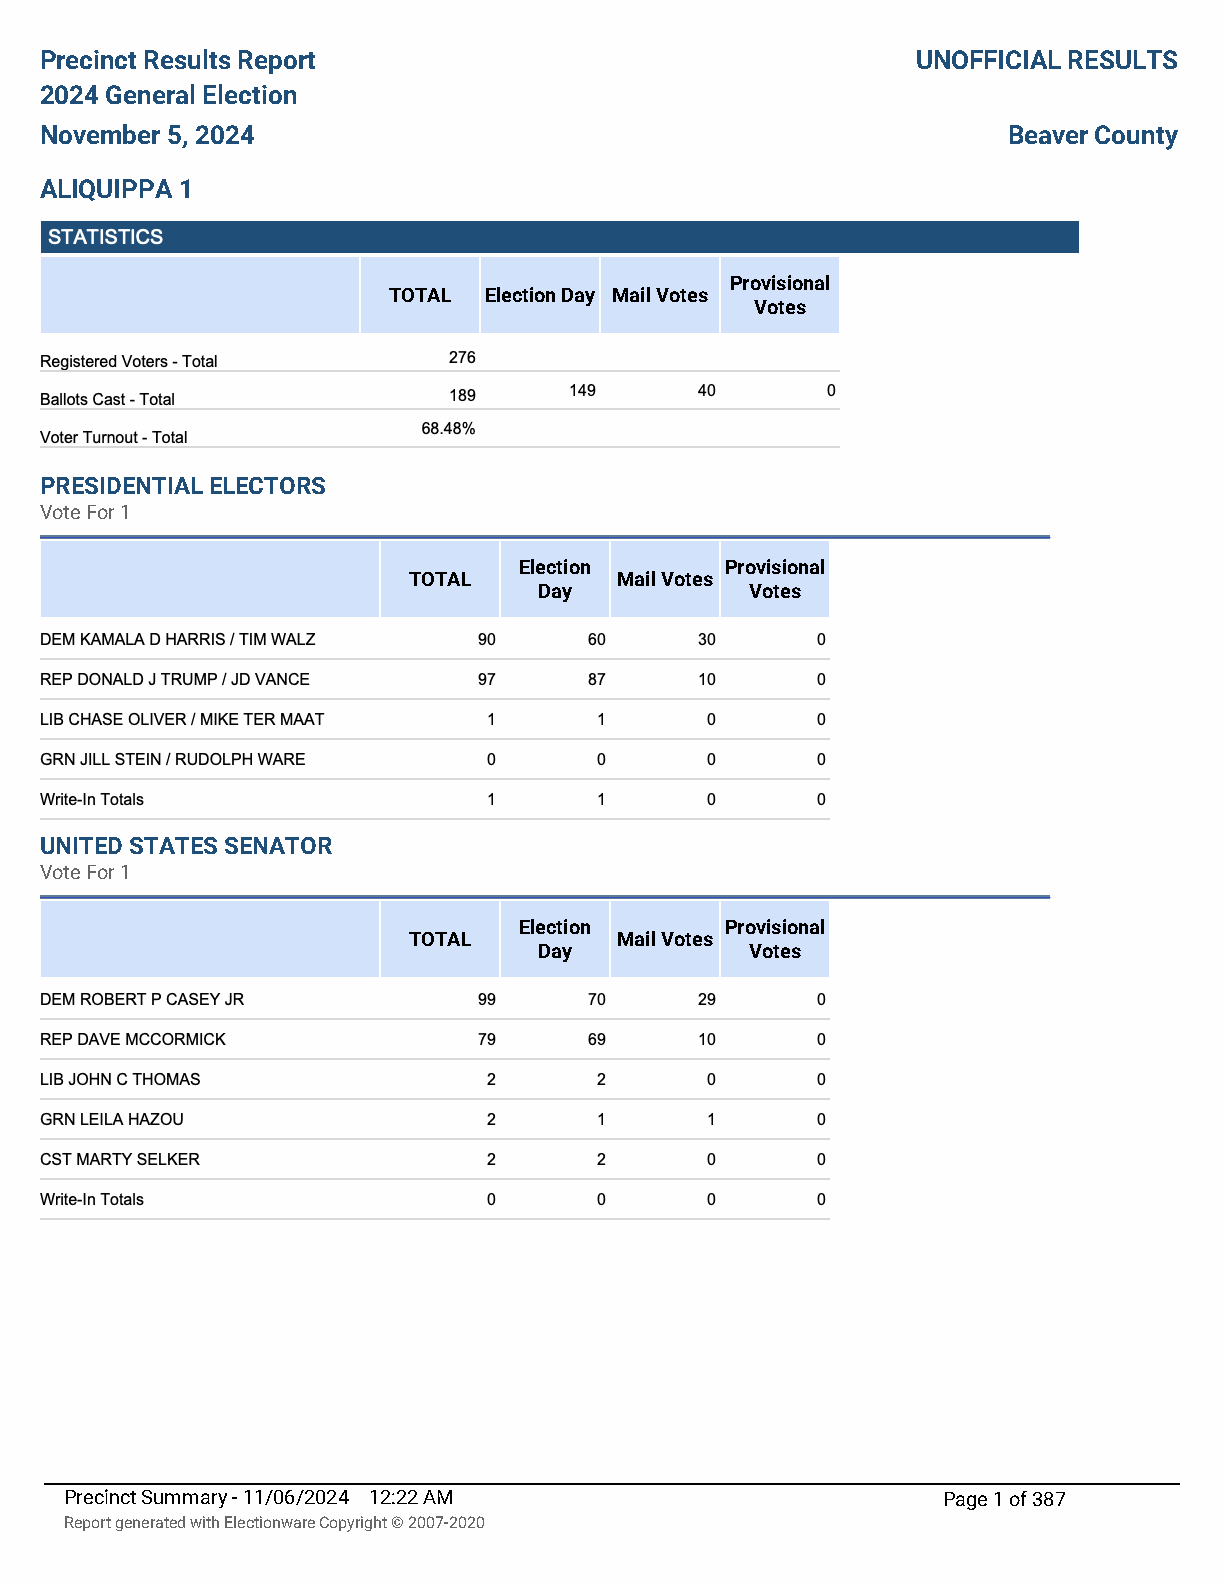 Precinct Results Report UNOFFICIAL RESULTS
2024 General Election
November 5, 2024 Beaver County
ALIQUIPPA 1
STATISTICS
TOTAL Election Day Mail Votes Provisional Votes
Registered Voters - Total 276
Ballots Cast - Total 189 149 40 0
Voter Turnout - Total 68.48%
PRESIDENTIAL ELECTORS
Vote For 1
TOTAL Election Day Mail Votes Provisional Votes
DEM KAMALA D HARRIS / TIM WALZ 90 60 30 0
REP DONALD J TRUMP / JD VANCE 97 87 10 0
LIB CHASE OLIVER / MIKE TER MAAT 1 1 0 0
GRN JILL STEIN / RUDOLPH WARE 0 0 0 0
Write-In Totals 1 1 0 0
UNITED STATES SENATOR
Vote For 1
TOTAL Election Day Mail Votes Provisional Votes
DEM ROBERT P CASEY JR 99 70 29 0
REP DAVE MCCORMICK 79 69 10 0
LIB JOHN C THOMAS 2 2 0 0
GRN LEILA HAZOU 2 1 1 0
CST MARTY SELKER 2 2 0 0
Write-In Totals 0 0 0 0
Precinct Summary - 11/06/2024 12:22 AM Page 1 of 387
Report generated with Electionware Copyright © 2007-2020